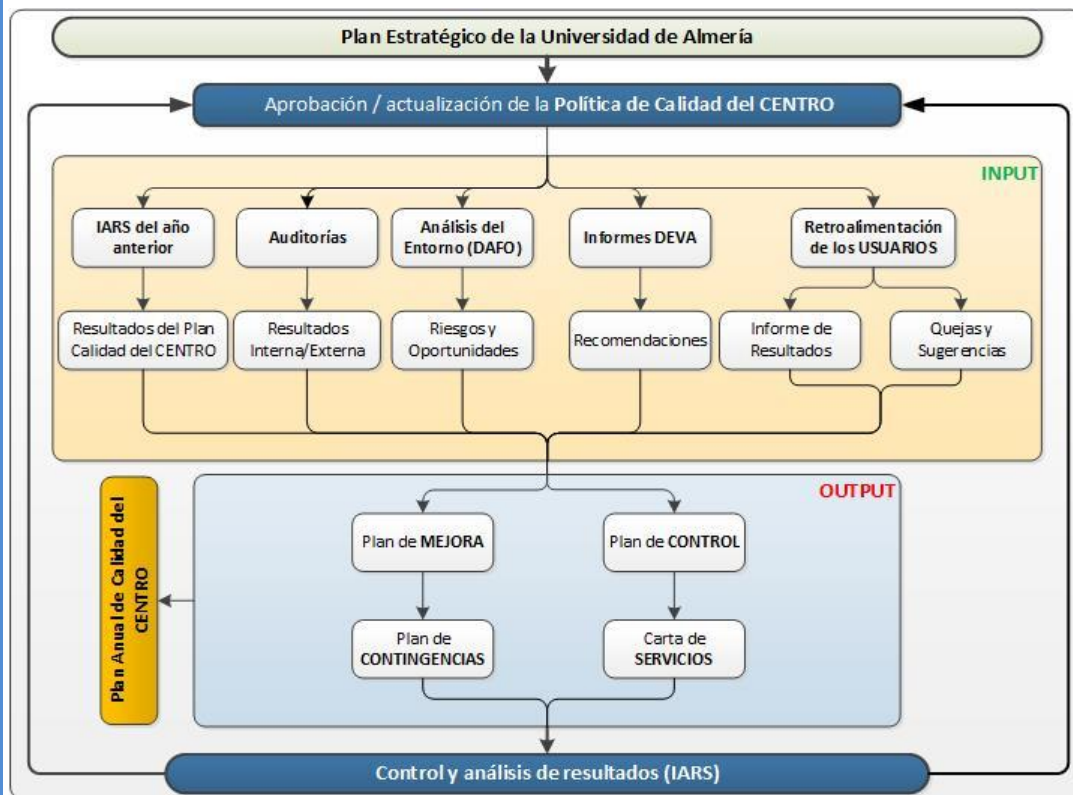 Plan Estratégico de la Universidad de Almería
Aprobación / actualización de la Política de Calidad del CENTRO
INPUT
IARS del año
anterior
Auditorías
Análisis del
Entorno (DAFO)
Informes DEVA
Retroalimentación
de los USUARIOS
Resultados del Plan
Calidad del CENTRO
Resultados
Interna/Externa
Riesgos y
Oportunidades
Recomendaciones
Informe de
Resultados
Quejas y
Sugerencias
OUTPUT
Plan Anual de Calidad del
CENTRO
Plan de MEJORA
Plan de CONTROL
Plan de
CONTINGENCIAS
Carta de
SERVICIOS
Control y análisis de resultados (IARS)